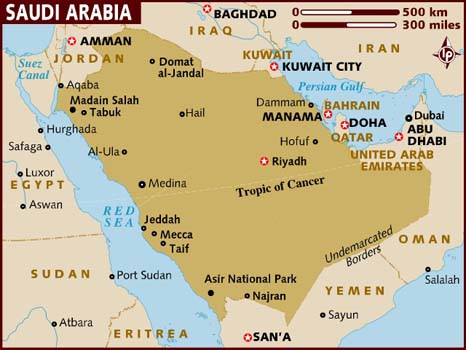 SAUDI ARABIA
BAGHDAD
0 500 km
0 300 miles
AMMAN
IRAQ
IRAN
JORDAN
Suez
Canal
Domat
al-Jandal
KUWAIT
KUWAIT CITY
Up
Aqaba
Persian Gulf
Madain Salah
Tabuk
Hail
Dammam
BAHRAIN
MANAMA
DOHA
Dubai
Hurghada
QATAR
ABU
DHABI
Safaga
Al-Ula
Hofuf
Riyadh
UNITED ARAB
EMIRATES
Luxor
EGYPT
Medina
Tropic of Cancer
Aswan
RED
SEA
Jeddah
Mecca
Taif
Undemarcated
Borders
OMAN
SUDAN
Port Sudan
Asir National Park
Najran
YEMEN
Salalah
Atbara
ERITREA
SAN'A
Sayun